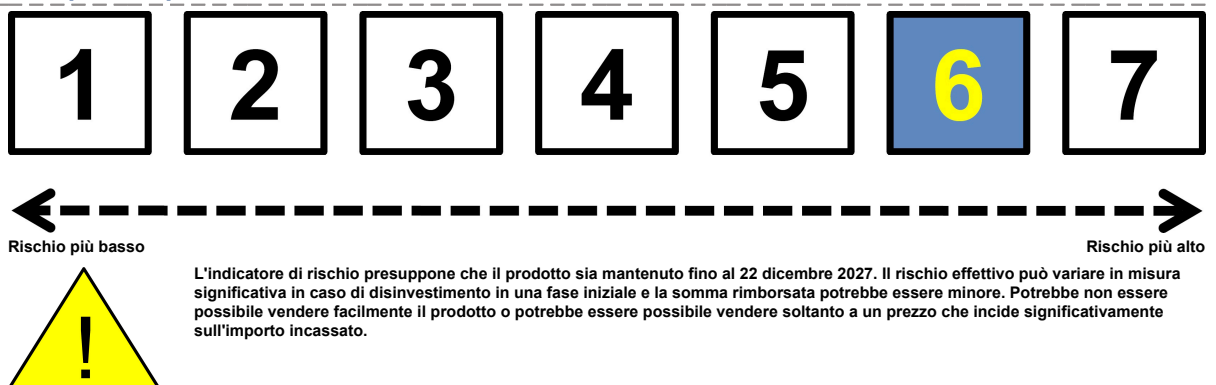 1 2 3 4 5 6 7
Rischio più basso Rischio più alto
L'indicatore di rischio presuppone che il prodotto sia mantenuto fino al 22 dicembre 2027. Il rischio effettivo può variare in misura
significativa in caso di disinvestimento in una fase iniziale e la somma rimborsata potrebbe essere minore. Potrebbe non essere
possibile vendere facilmente il prodotto o potrebbe essere possibile vendere soltanto a un prezzo che incide significativamente
sull'importo incassato.
!